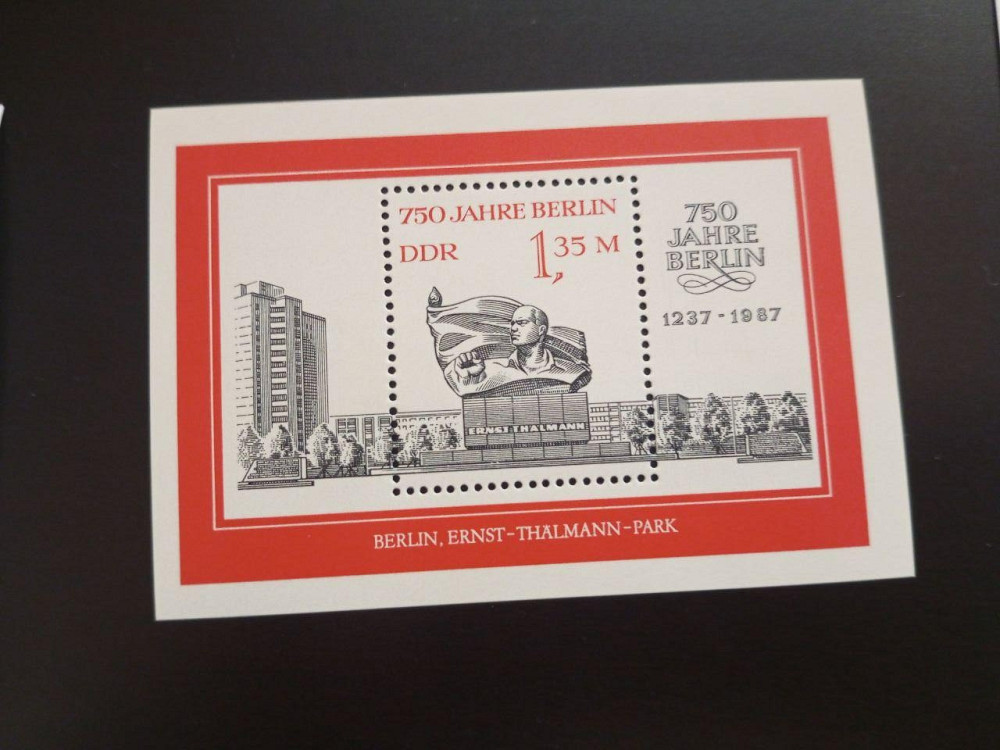 750 JAHRE BERLIN
DDR 1,35 M
750
JAHRE
BERLIN
1237-1987
ERNST THÄLMANN
BERLIN, ERNST-THÄLMANN-PARK